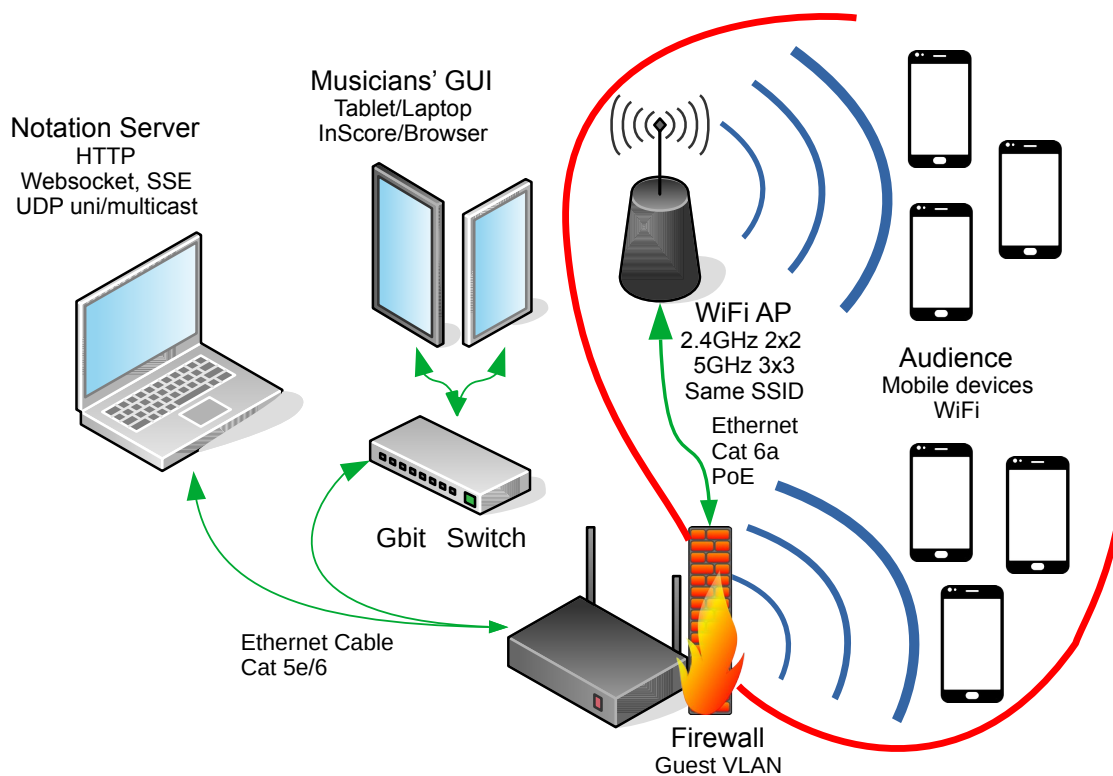 Notation Server
HTTP
Websocket, SSE
UDP uni/multicast
Musicians' GUI
Tablet/Laptop
InScore/Browser
WiFi AP
2.4GHz 2x2
5GHz 3x3
Same SSID
Ethernet
Cat 6a
PoE
Audience
Mobile devices
WiFi
Gbit Switch
Ethernet Cable
Cat 5e/6
Firewall
Guest VLAN